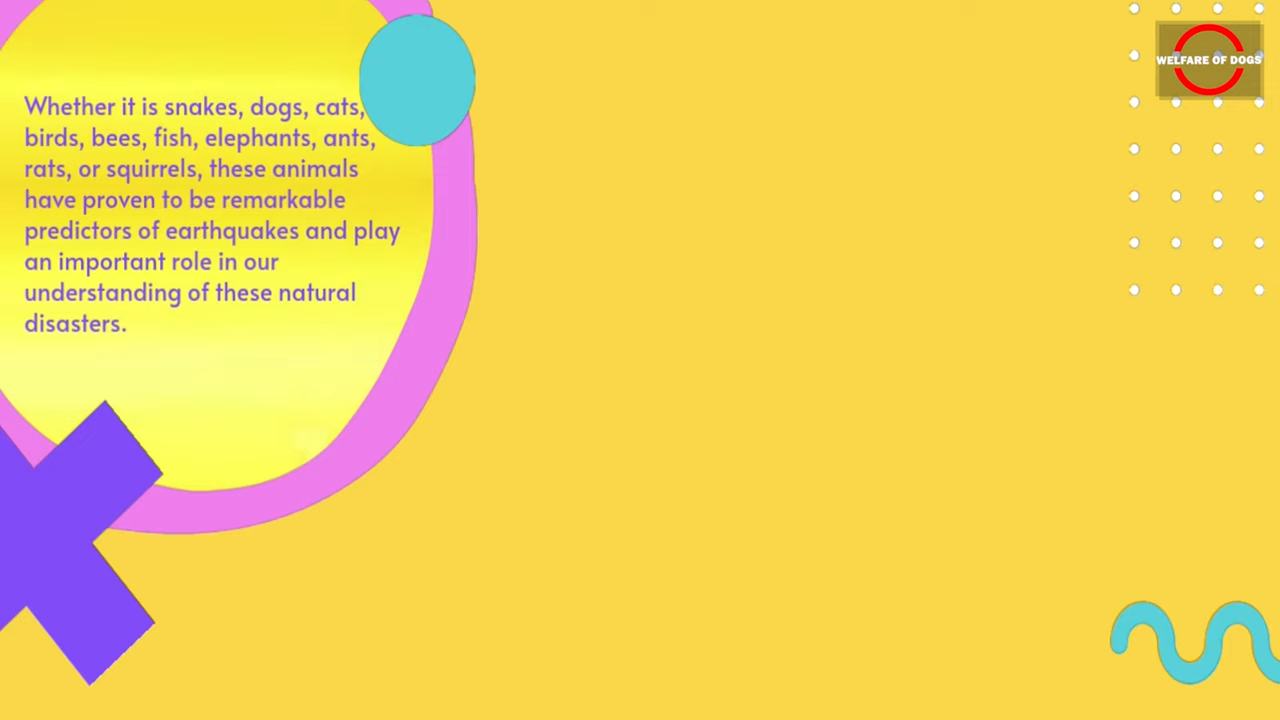 WELFARE OF DOGS
Whether it is snakes, dogs, cats,
birds, bees, fish, elephants, ants,
rats, or squirrels, these animals
have proven to be remarkable
predictors of earthquakes and play
an important role in our
understanding of these natural
disasters.